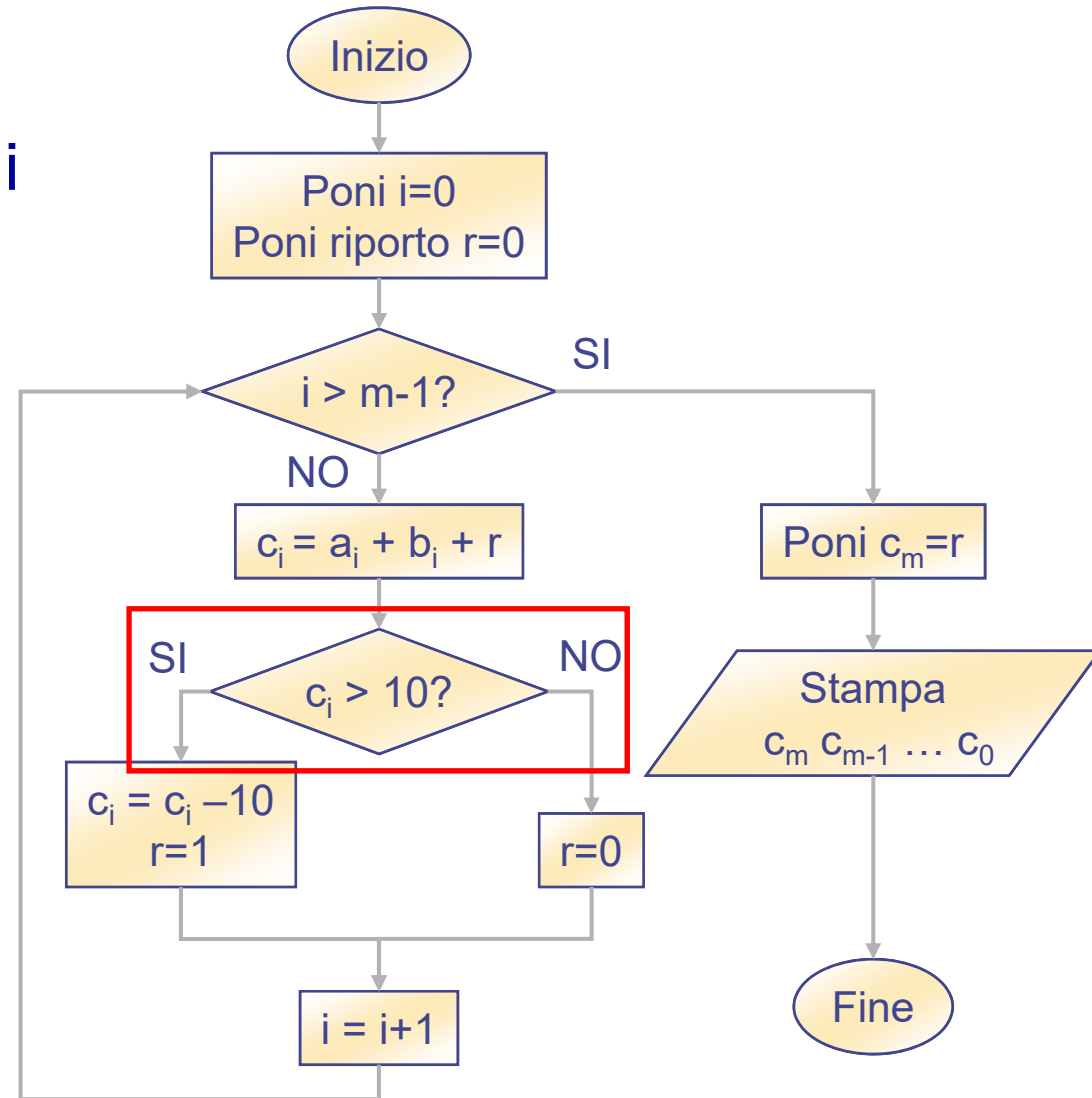 Inizio
i
Poni i=0
Poni riporto r=0
i > m-1?
SI
NO
cᵢ = aᵢ + bᵢ + r
Poni cₘ=r
SI
NO
cᵢ > 10?
Stampa
cₘ cₘ₋₁ … c₀
cᵢ = cᵢ –10
r=1
r=0
i = i+1
Fine